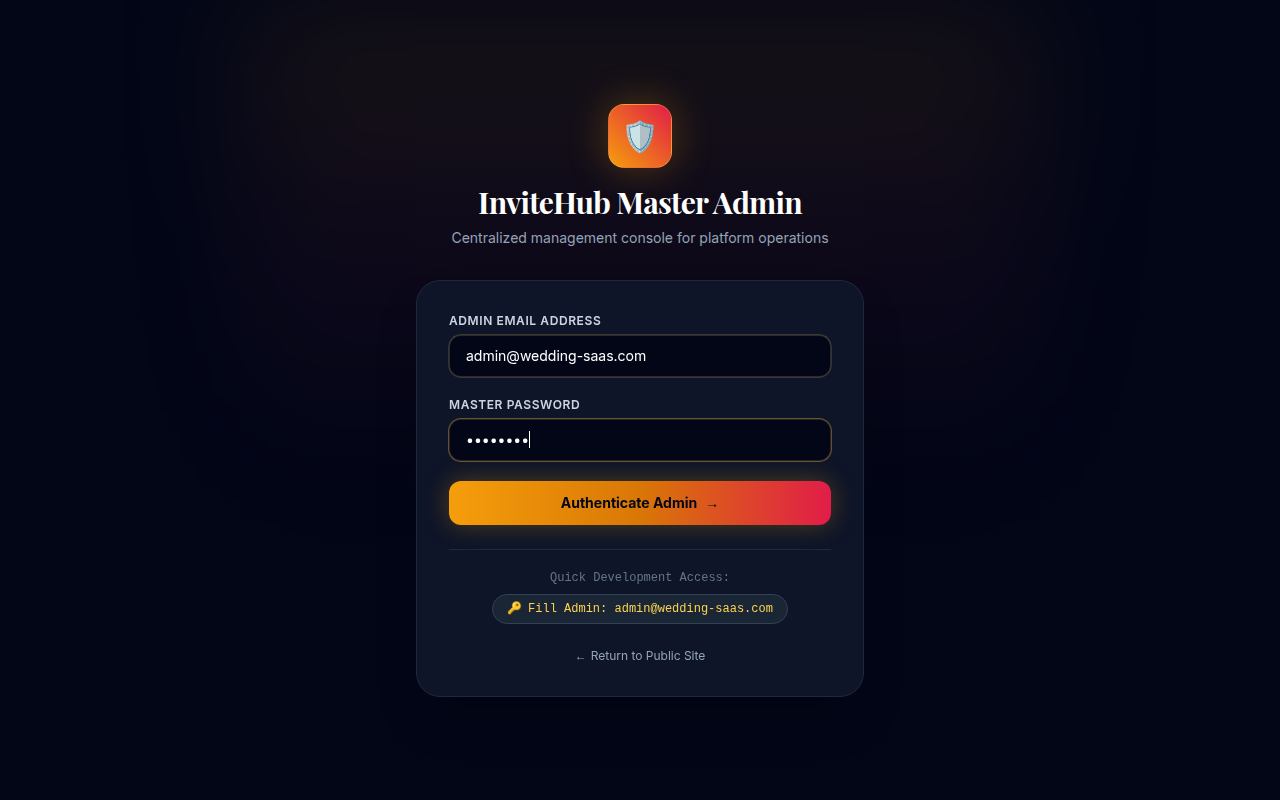 InviteHub Master Admin
Centralized management console for platform operations
ADMIN EMAIL ADDRESS
admin@wedding-saas.com
MASTER PASSWORD
••••••••
Authenticate Admin →
Quick Development Access:
🔑 Fill Admin: admin@wedding-saas.com
← Return to Public Site